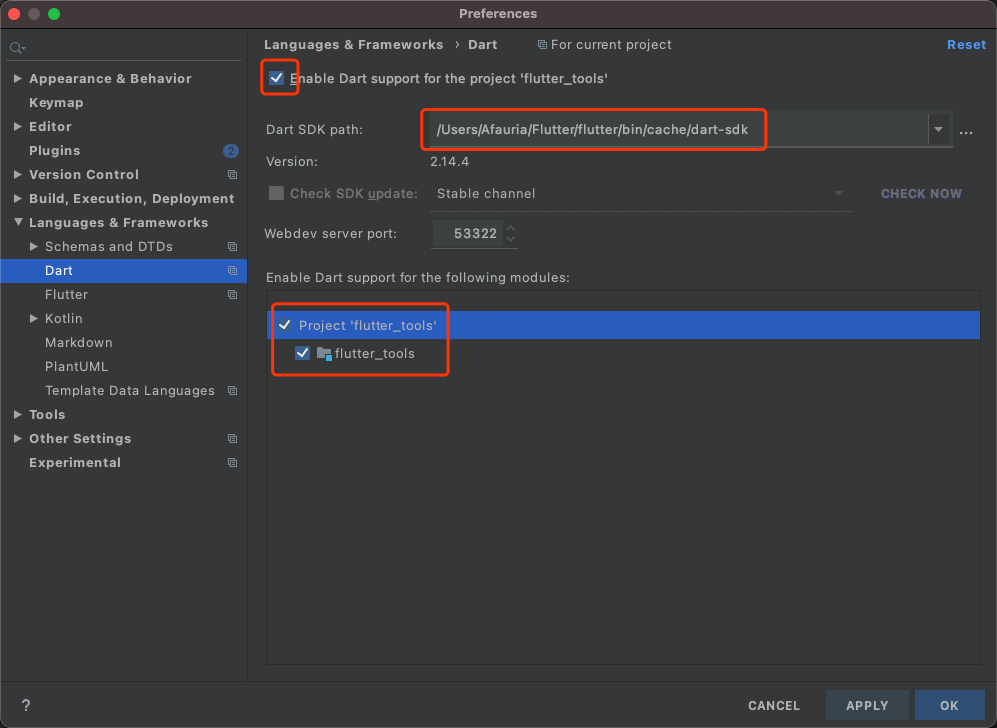 Preferences
Languages & Frameworks › Dart For current project Reset
Appearance & Behavior
Keymap
Editor
Plugins 2
Version Control
Build, Execution, Deployment
Languages & Frameworks
Schemas and DTDs
Dart
Flutter
Kotlin
Markdown
PlantUML
Template Data Languages
Tools
Other Settings
Experimental
Enable Dart support for the project 'flutter_tools'
Dart SDK path: /Users/Afauria/Flutter/flutter/bin/cache/dart-sdk ...
Version: 2.14.4
Check SDK update: Stable channel CHECK NOW
Webdev server port: 53322
Enable Dart support for the following modules:
Project 'flutter_tools'
flutter_tools
? CANCEL APPLY OK